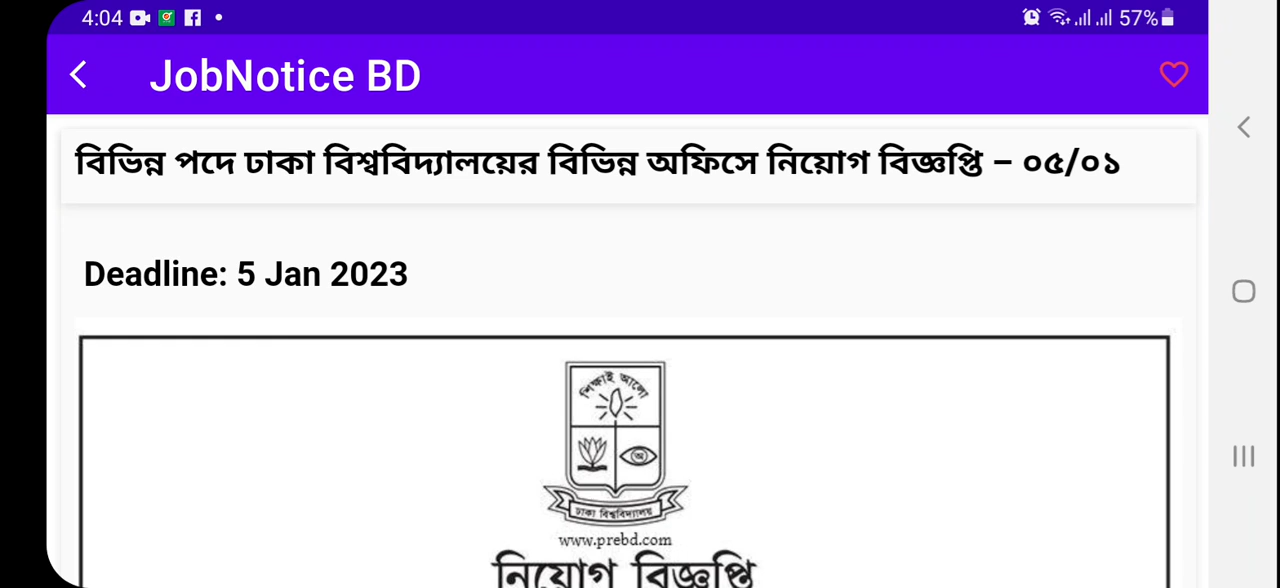 4:04
57%
JobNotice BD
বিভিন্ন পদে ঢাকা বিশ্ববিদ্যালয়ের বিভিন্ন অফিসে নিয়োগ বিজ্ঞপ্তি – ০৫/০১
Deadline: 5 Jan 2023
শিক্ষাই আলো
অ
ঢাকা বিশ্ববিদ্যালয়
www.prebd.com
নিয়োগ বিজ্ঞপ্তি